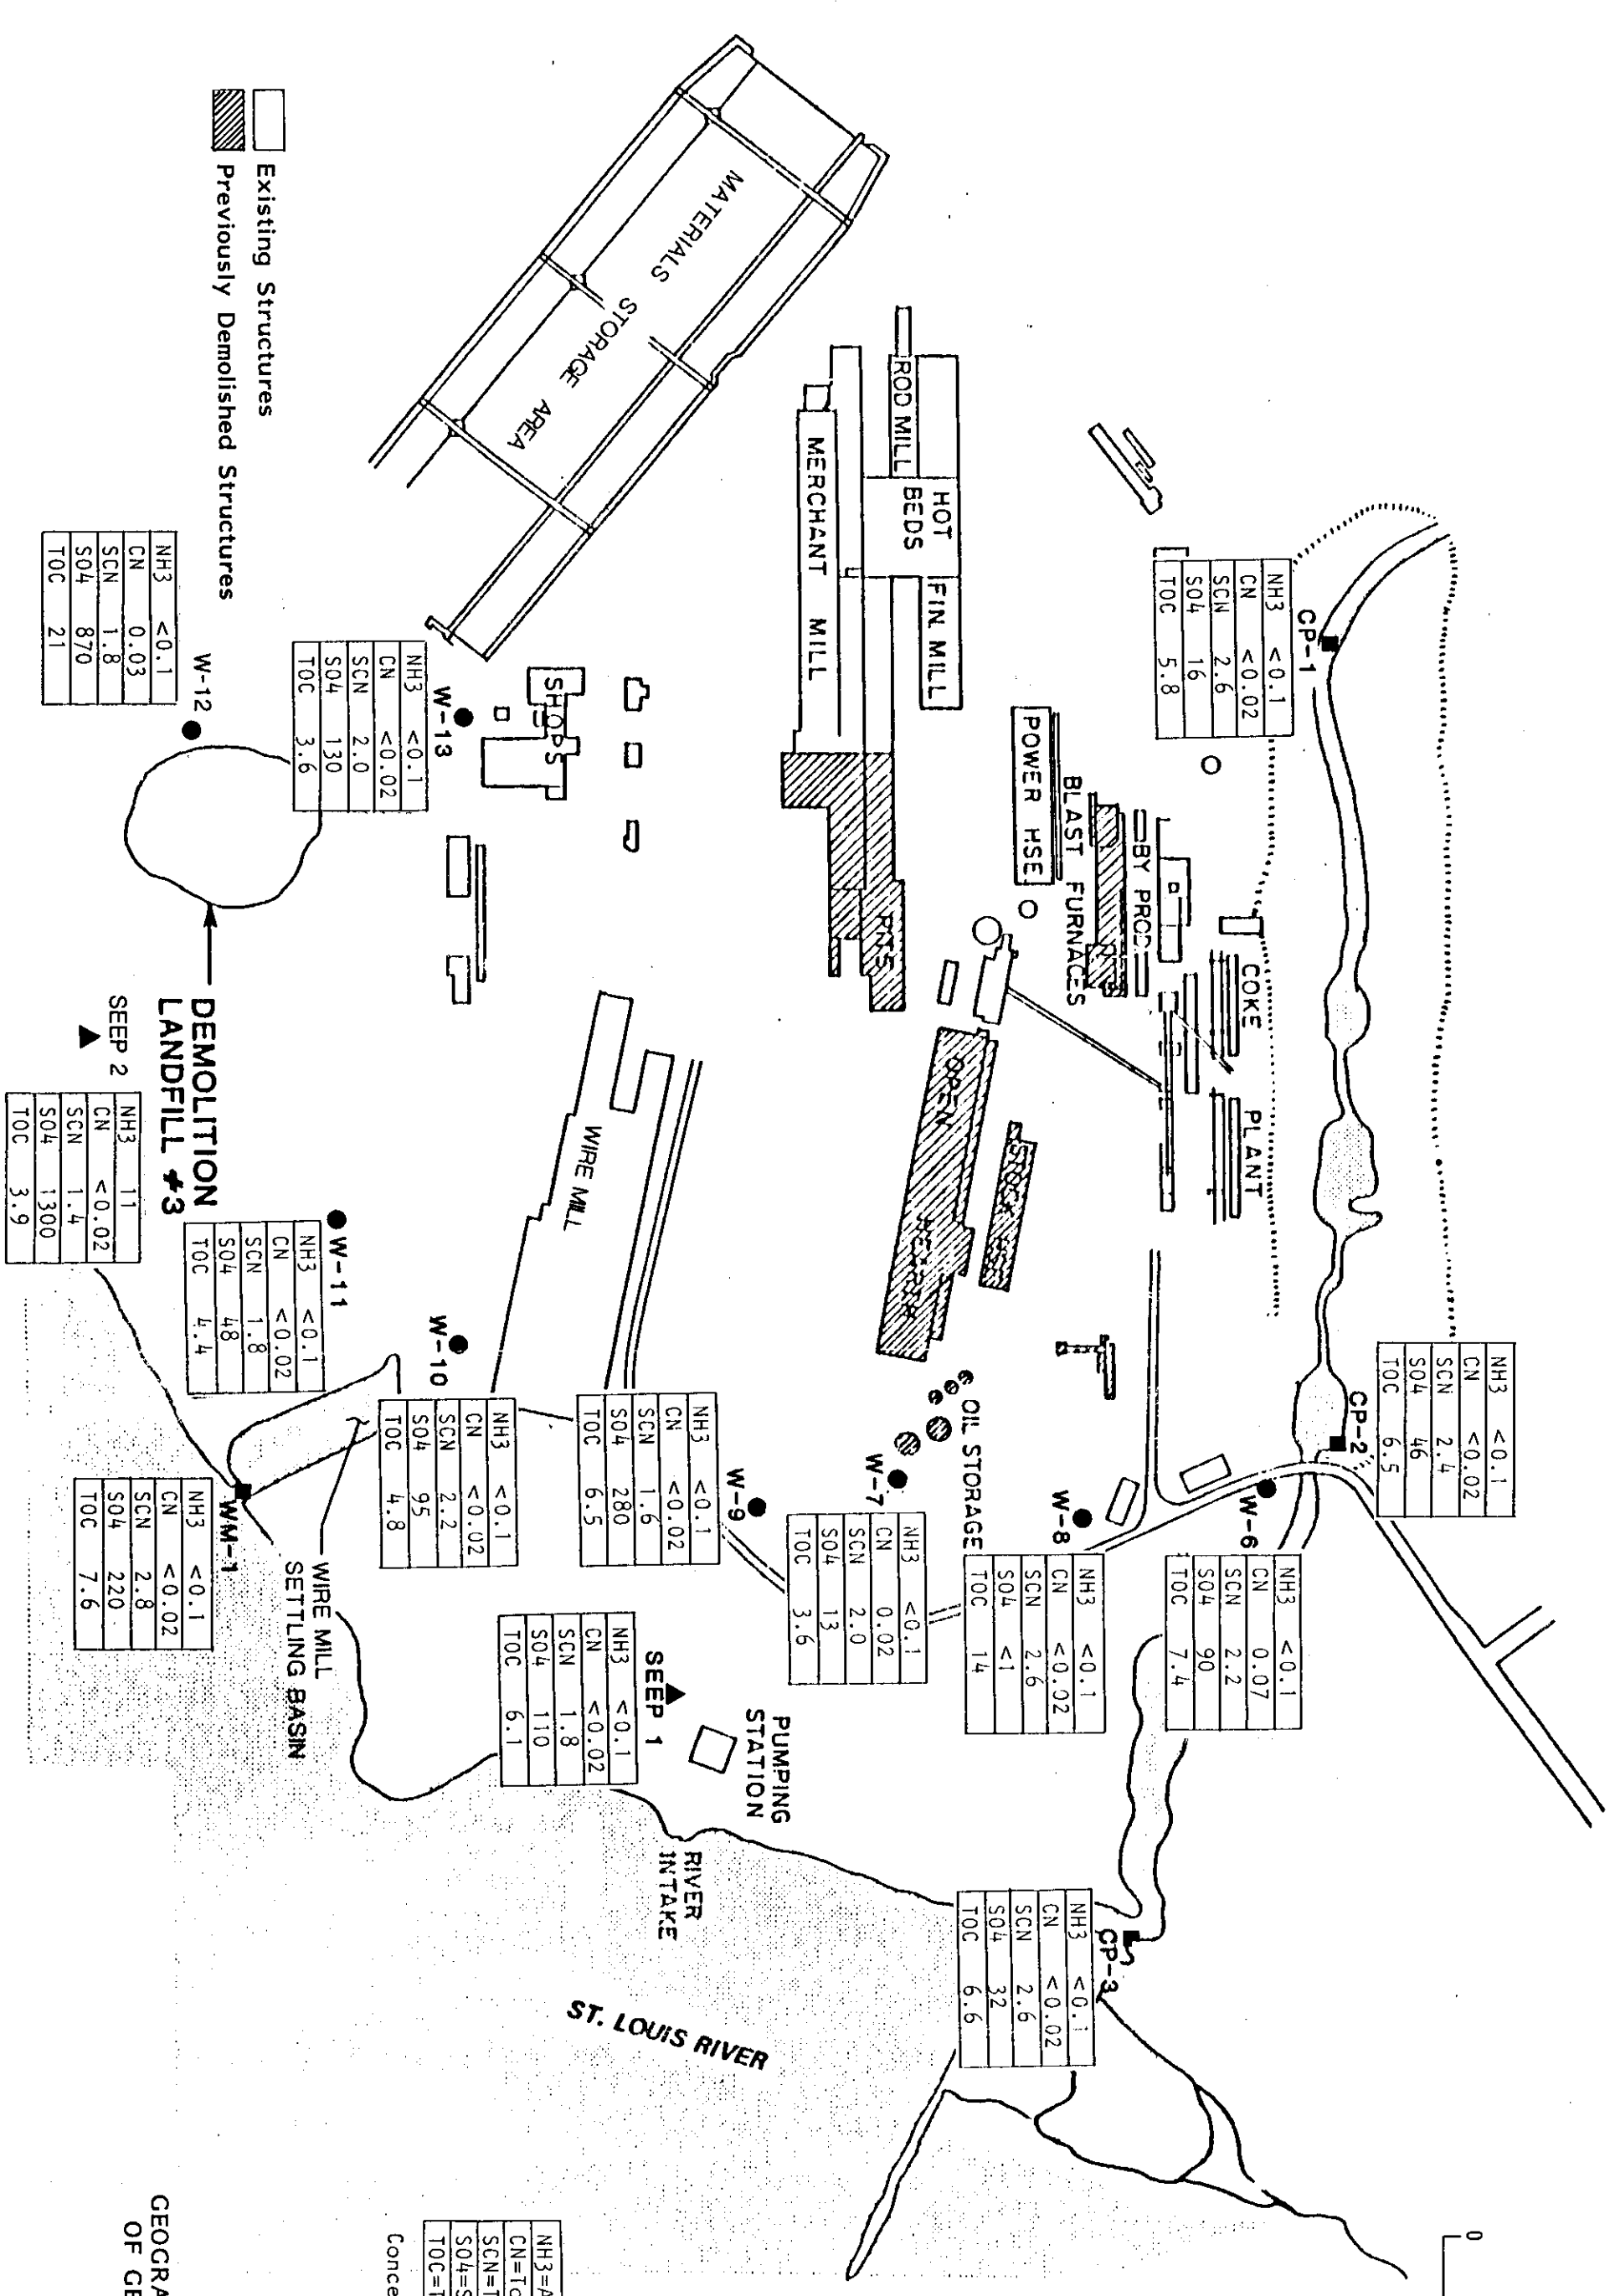 Existing Structures
Previously Demolished Structures
MATERIALS STORAGE AREA
ROD MILL
HOT
BEDS
FIN. MILL
MERCHANT MILL
POWER HSE
BLAST FURNACES
BY PROD
COKE PLANT
SHOPS
WIRE MILL
OIL STORAGE
PUMPING
STATION
RIVER
INTAKE
ST. LOUIS RIVER
WIRE MILL
SETTLING BASIN
DEMOLITION
LANDFILL #3
CP-1
NH3 <0.1
CN <0.02
SCN 2.6
SO4 16
TOC 5.8
CP-2
NH3 <0.1
CN <0.02
SCN 2.4
SO4 46
TOC 6.5
W-6
NH3 <0.1
CN 0.07
SCN 2.2
SO4 90
TOC 7.4
W-8
NH3 <0.1
CN <0.02
SCN 2.6
SO4 <1
TOC 14
W-7
NH3 <0.1
CN 0.02
SCN 2.0
SO4 13
TOC 3.6
CP-3
NH3 <0.1
CN <0.02
SCN 2.6
SO4 32
TOC 6.6
W-9
NH3 <0.1
CN <0.02
SCN 1.6
SO4 280
TOC 6.5
SEEP 1
NH3 <0.1
CN <0.02
SCN 1.8
SO4 110
TOC 6.1
W-10
NH3 <0.1
CN <0.02
SCN 2.2
SO4 95
TOC 4.8
W-11
NH3 <0.1
CN <0.02
SCN 1.8
SO4 48
TOC 4.4
WM-1
NH3 <0.1
CN <0.02
SCN 2.8
SO4 220
TOC 7.6
W-13
NH3 <0.1
CN <0.02
SCN 2.0
SO4 130
TOC 3.6
W-12
NH3 <0.1
CN 0.03
SCN 1.8
SO4 870
TOC 21
SEEP 2
NH3 11
CN <0.02
SCN 1.4
SO4 1300
TOC 3.9
0
NH3=A
CN=To
SCN=T
SO4=S
TOC=T
Conce
GEOGRA
OF GE